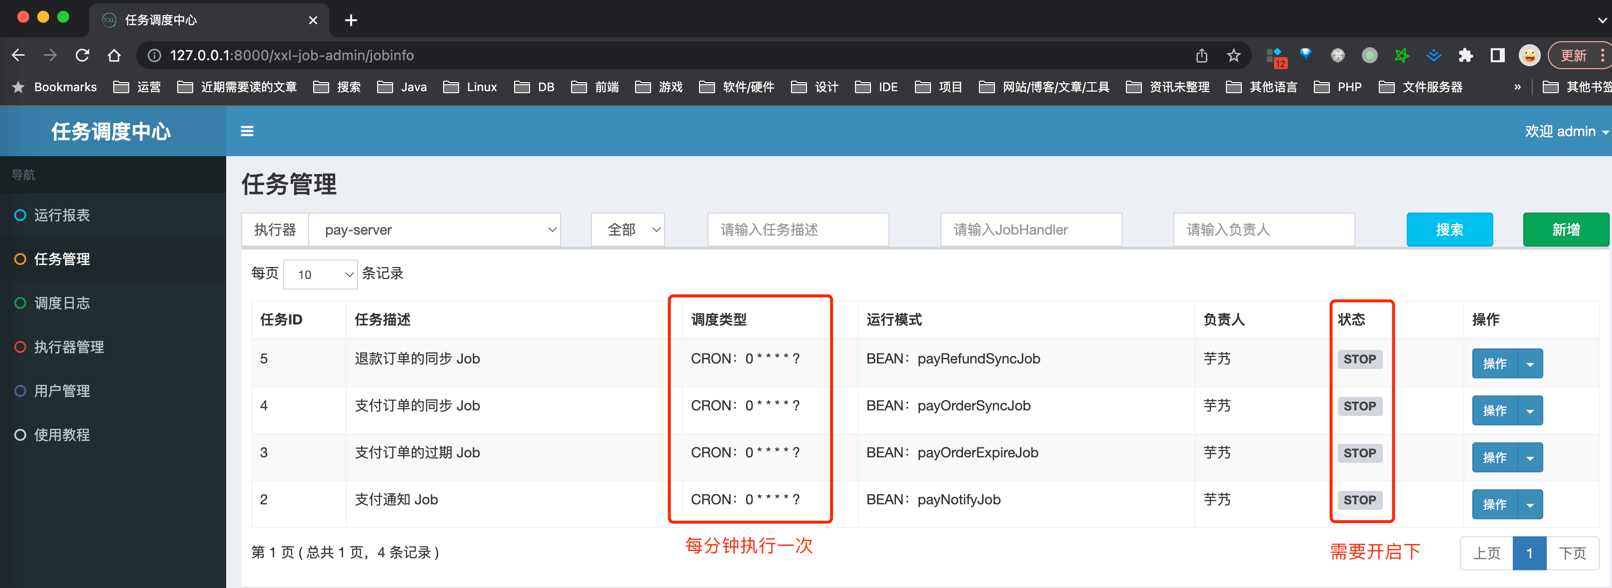 任务调度中心
127.0.0.1:8000/xxl-job-admin/jobinfo
12
更新
Bookmarks 运营 近期需要读的文章 搜索 Java Linux DB 前端 游戏 软件/硬件 设计 IDE 项目 网站/博客/文章/工具 资讯未整理 其他语言 PHP 文件服务器 » 其他书签
任务调度中心
欢迎 admin
导航
运行报表
任务管理
调度日志
执行器管理
用户管理
使用教程
任务管理
执行器 pay-server 全部 请输入任务描述 请输入JobHandler 请输入负责人 搜索 新增
每页 10 条记录
任务ID 任务描述 调度类型 运行模式 负责人 状态 操作
5 退款订单的同步 Job CRON：0 * * * * ? BEAN：payRefundSyncJob 芋艿 STOP 操作
4 支付订单的同步 Job CRON：0 * * * * ? BEAN：payOrderSyncJob 芋艿 STOP 操作
3 支付订单的过期 Job CRON：0 * * * * ? BEAN：payOrderExpireJob 芋艿 STOP 操作
2 支付通知 Job CRON：0 * * * * ? BEAN：payNotifyJob 芋艿 STOP 操作
每分钟执行一次
需要开启下
第 1 页 ( 总共 1 页，4 条记录 )
上页 1 下页